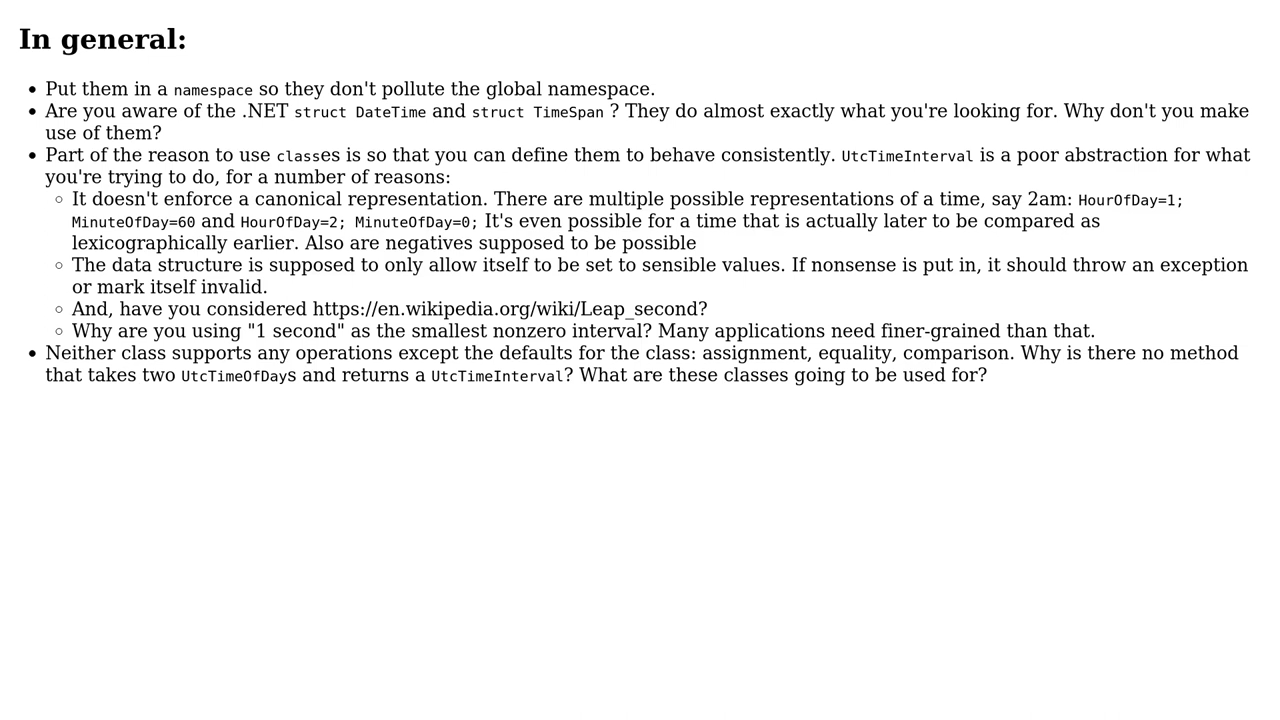 In general:
Put them in a namespace so they don't pollute the global namespace.
Are you aware of the .NET struct DateTime and struct TimeSpan ? They do almost exactly what you're looking for. Why don't you make
use of them?
Part of the reason to use classes is so that you can define them to behave consistently. UtcTimeInterval is a poor abstraction for what
you're trying to do, for a number of reasons:
It doesn't enforce a canonical representation. There are multiple possible representations of a time, say 2am: HourOfDay=1;
MinuteOfDay=60 and HourOfDay=2; MinuteOfDay=0; It's even possible for a time that is actually later to be compared as
lexicographically earlier. Also are negatives supposed to be possible
The data structure is supposed to only allow itself to be set to sensible values. If nonsense is put in, it should throw an exception
or mark itself invalid.
And, have you considered https://en.wikipedia.org/wiki/Leap_second?
Why are you using "1 second" as the smallest nonzero interval? Many applications need finer-grained than that.
Neither class supports any operations except the defaults for the class: assignment, equality, comparison. Why is there no method
that takes two UtcTimeOfDays and returns a UtcTimeInterval? What are these classes going to be used for?